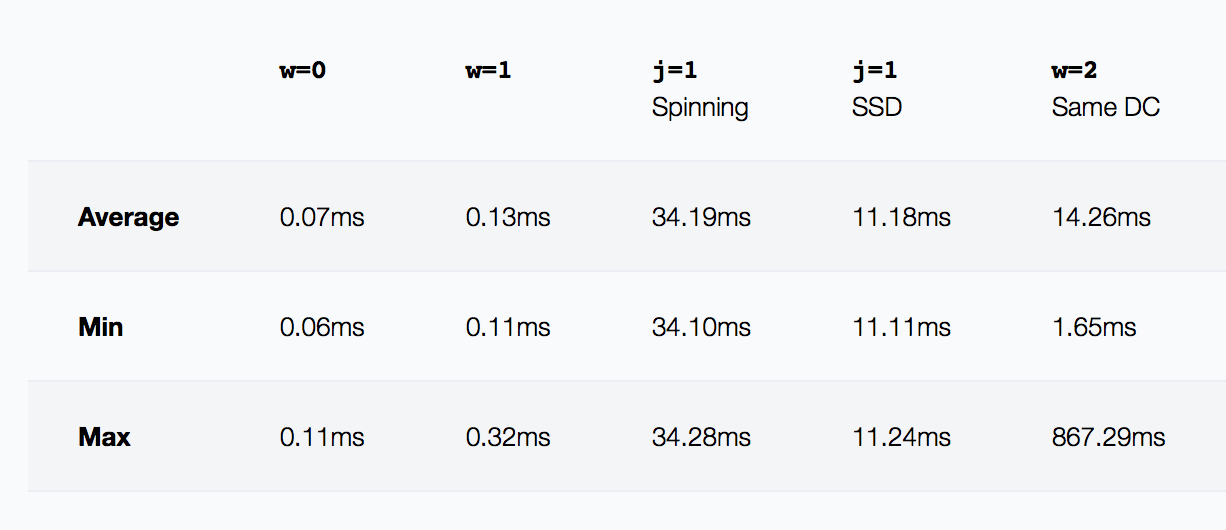 w=0 w=1 j=1 j=1 w=2
Spinning SSD Same DC
Average 0.07ms 0.13ms 34.19ms 11.18ms 14.26ms
Min 0.06ms 0.11ms 34.10ms 11.11ms 1.65ms
Max 0.11ms 0.32ms 34.28ms 11.24ms 867.29ms